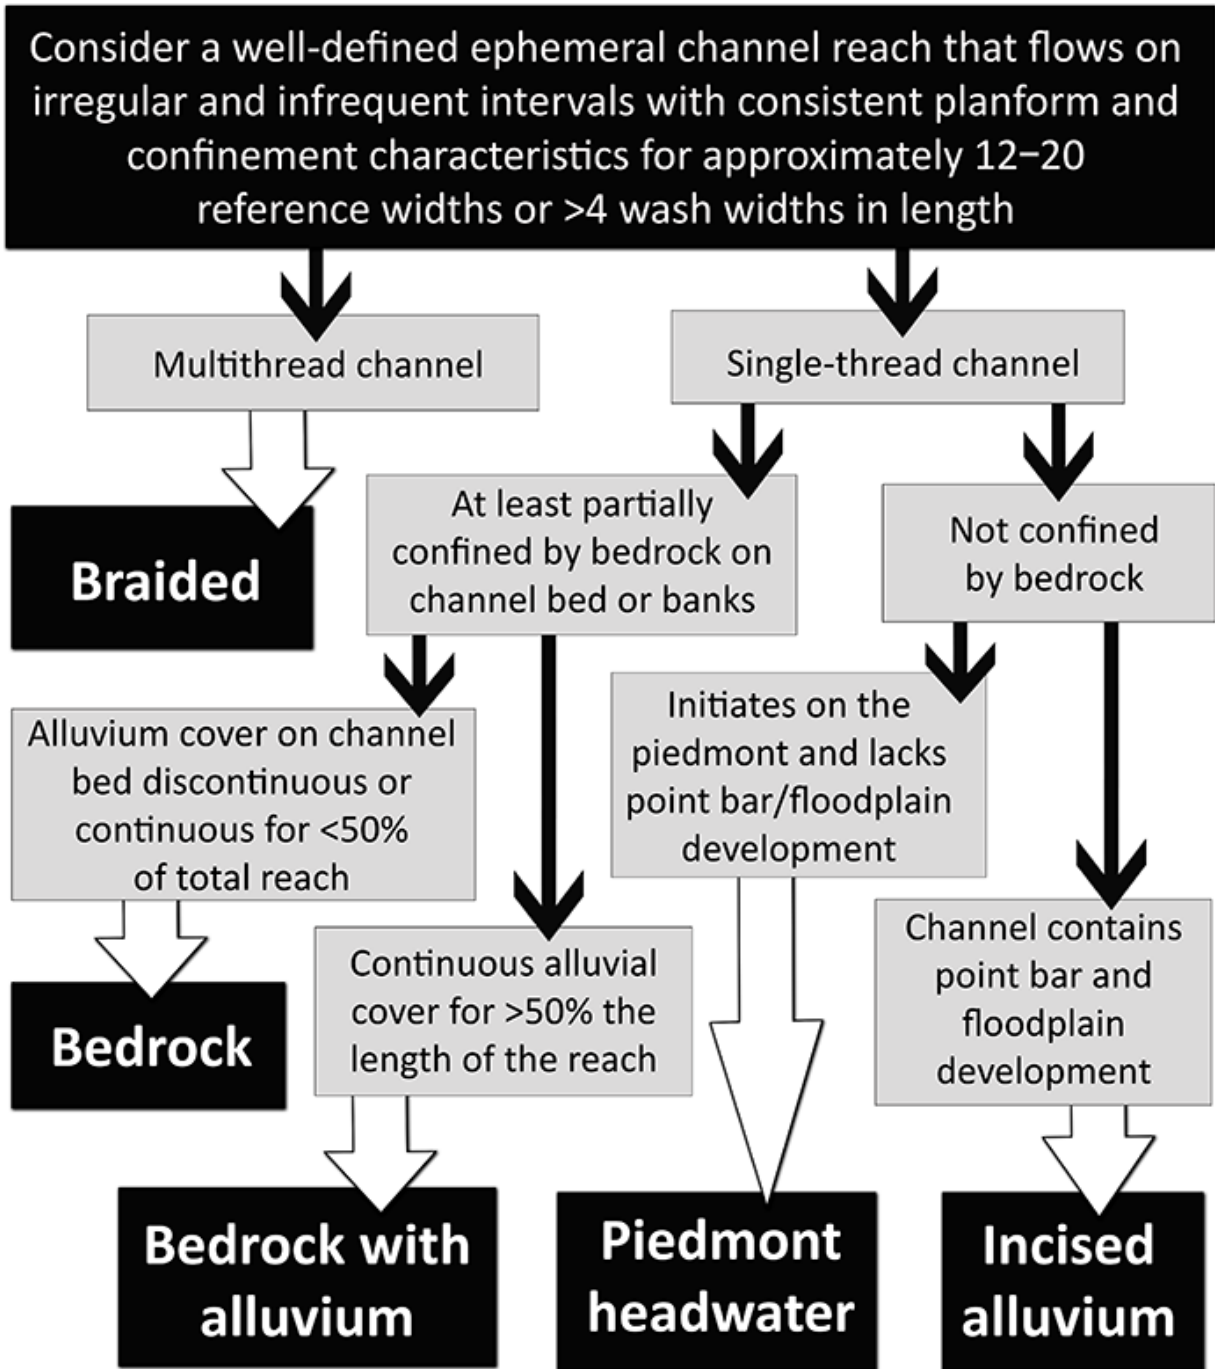 Consider a well-defined ephemeral channel reach that flows on
irregular and infrequent intervals with consistent planform and
confinement characteristics for approximately 12–20
reference widths or >4 wash widths in length
Multithread channel
Single-thread channel
Braided
At least partially
confined by bedrock on
channel bed or banks
Not confined
by bedrock
Alluvium cover on channel
bed discontinuous or
continuous for <50%
of total reach
Initiates on the
piedmont and lacks
point bar/floodplain
development
Bedrock
Continuous alluvial
cover for >50% the
length of the reach
Channel contains
point bar and
floodplain
development
Bedrock with
alluvium
Piedmont
headwater
Incised
alluvium